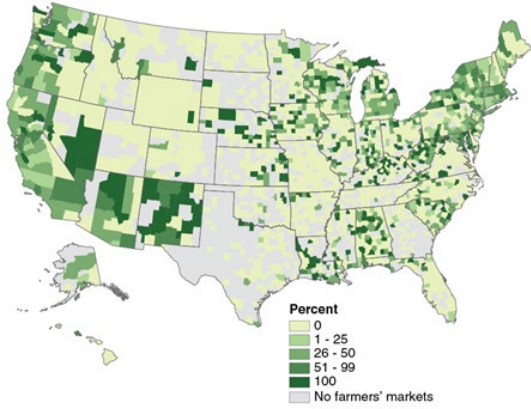 Percent
0
1 - 25
26 - 50
51 - 99
100
No farmers' markets